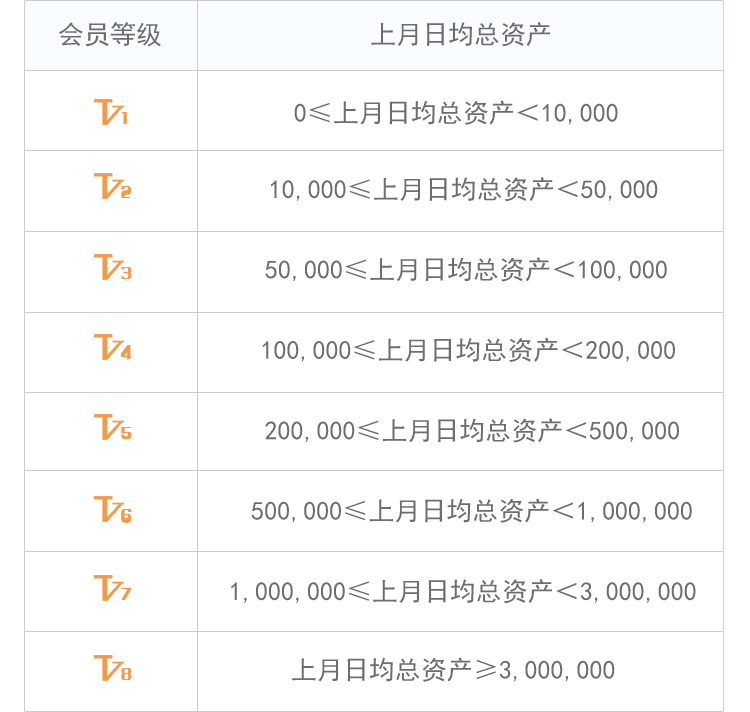 会员等级 上月日均总资产
TV1 0≤上月日均总资产<10,000
TV2 10,000≤上月日均总资产<50,000
TV3 50,000≤上月日均总资产<100,000
TV4 100,000≤上月日均总资产<200,000
TV5 200,000≤上月日均总资产<500,000
TV6 500,000≤上月日均总资产<1,000,000
TV7 1,000,000≤上月日均总资产<3,000,000
TV8 上月日均总资产≥3,000,000